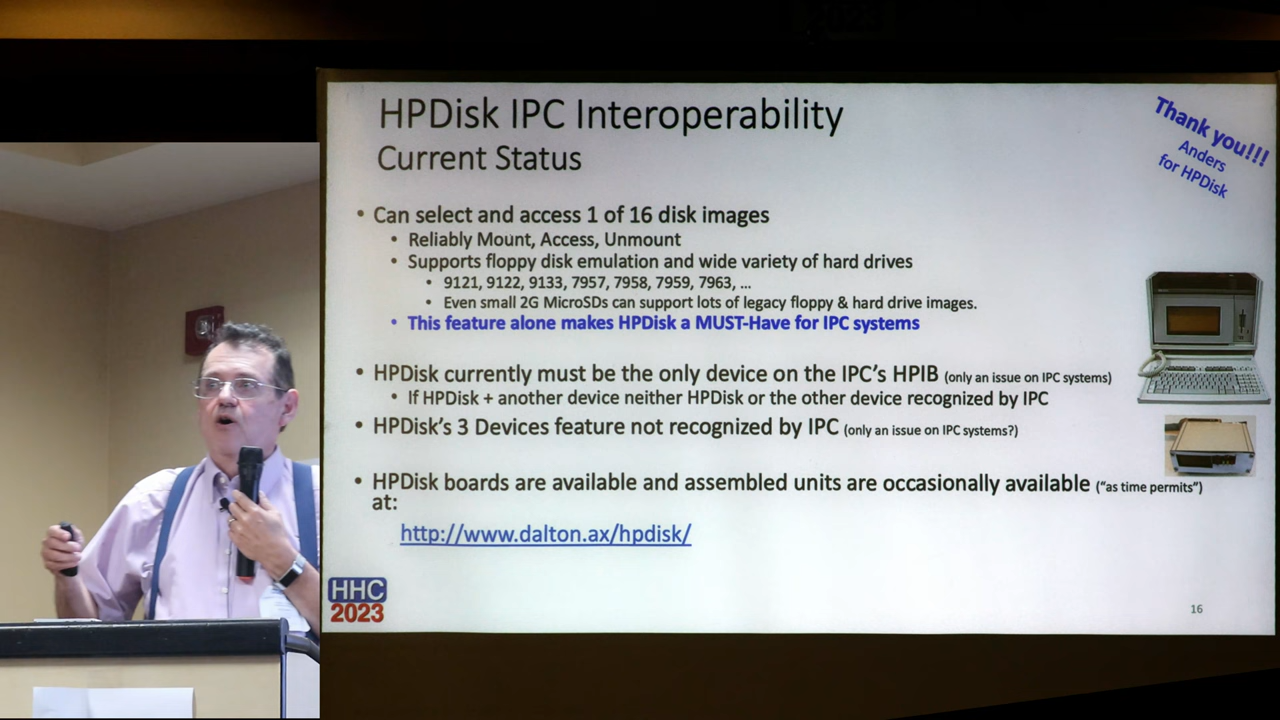 HPDisk IPC Interoperability
Current Status
Thank you!!!
Anders
for HPDisk
• Can select and access 1 of 16 disk images
• Reliably Mount, Access, Unmount
• Supports floppy disk emulation and wide variety of hard drives
• 9121, 9122, 9133, 7957, 7958, 7959, 7963, ...
• Even small 2G MicroSDs can support lots of legacy floppy & hard drive images.
• This feature alone makes HPDisk a MUST-Have for IPC systems
• HPDisk currently must be the only device on the IPC's HPIB (only an issue on IPC systems)
• If HPDisk + another device neither HPDisk or the other device recognized by IPC
• HPDisk's 3 Devices feature not recognized by IPC (only an issue on IPC systems?)
• HPDisk boards are available and assembled units are occasionally available ("as time permits")
at:
http://www.dalton.ax/hpdisk/
HHC
2023
16